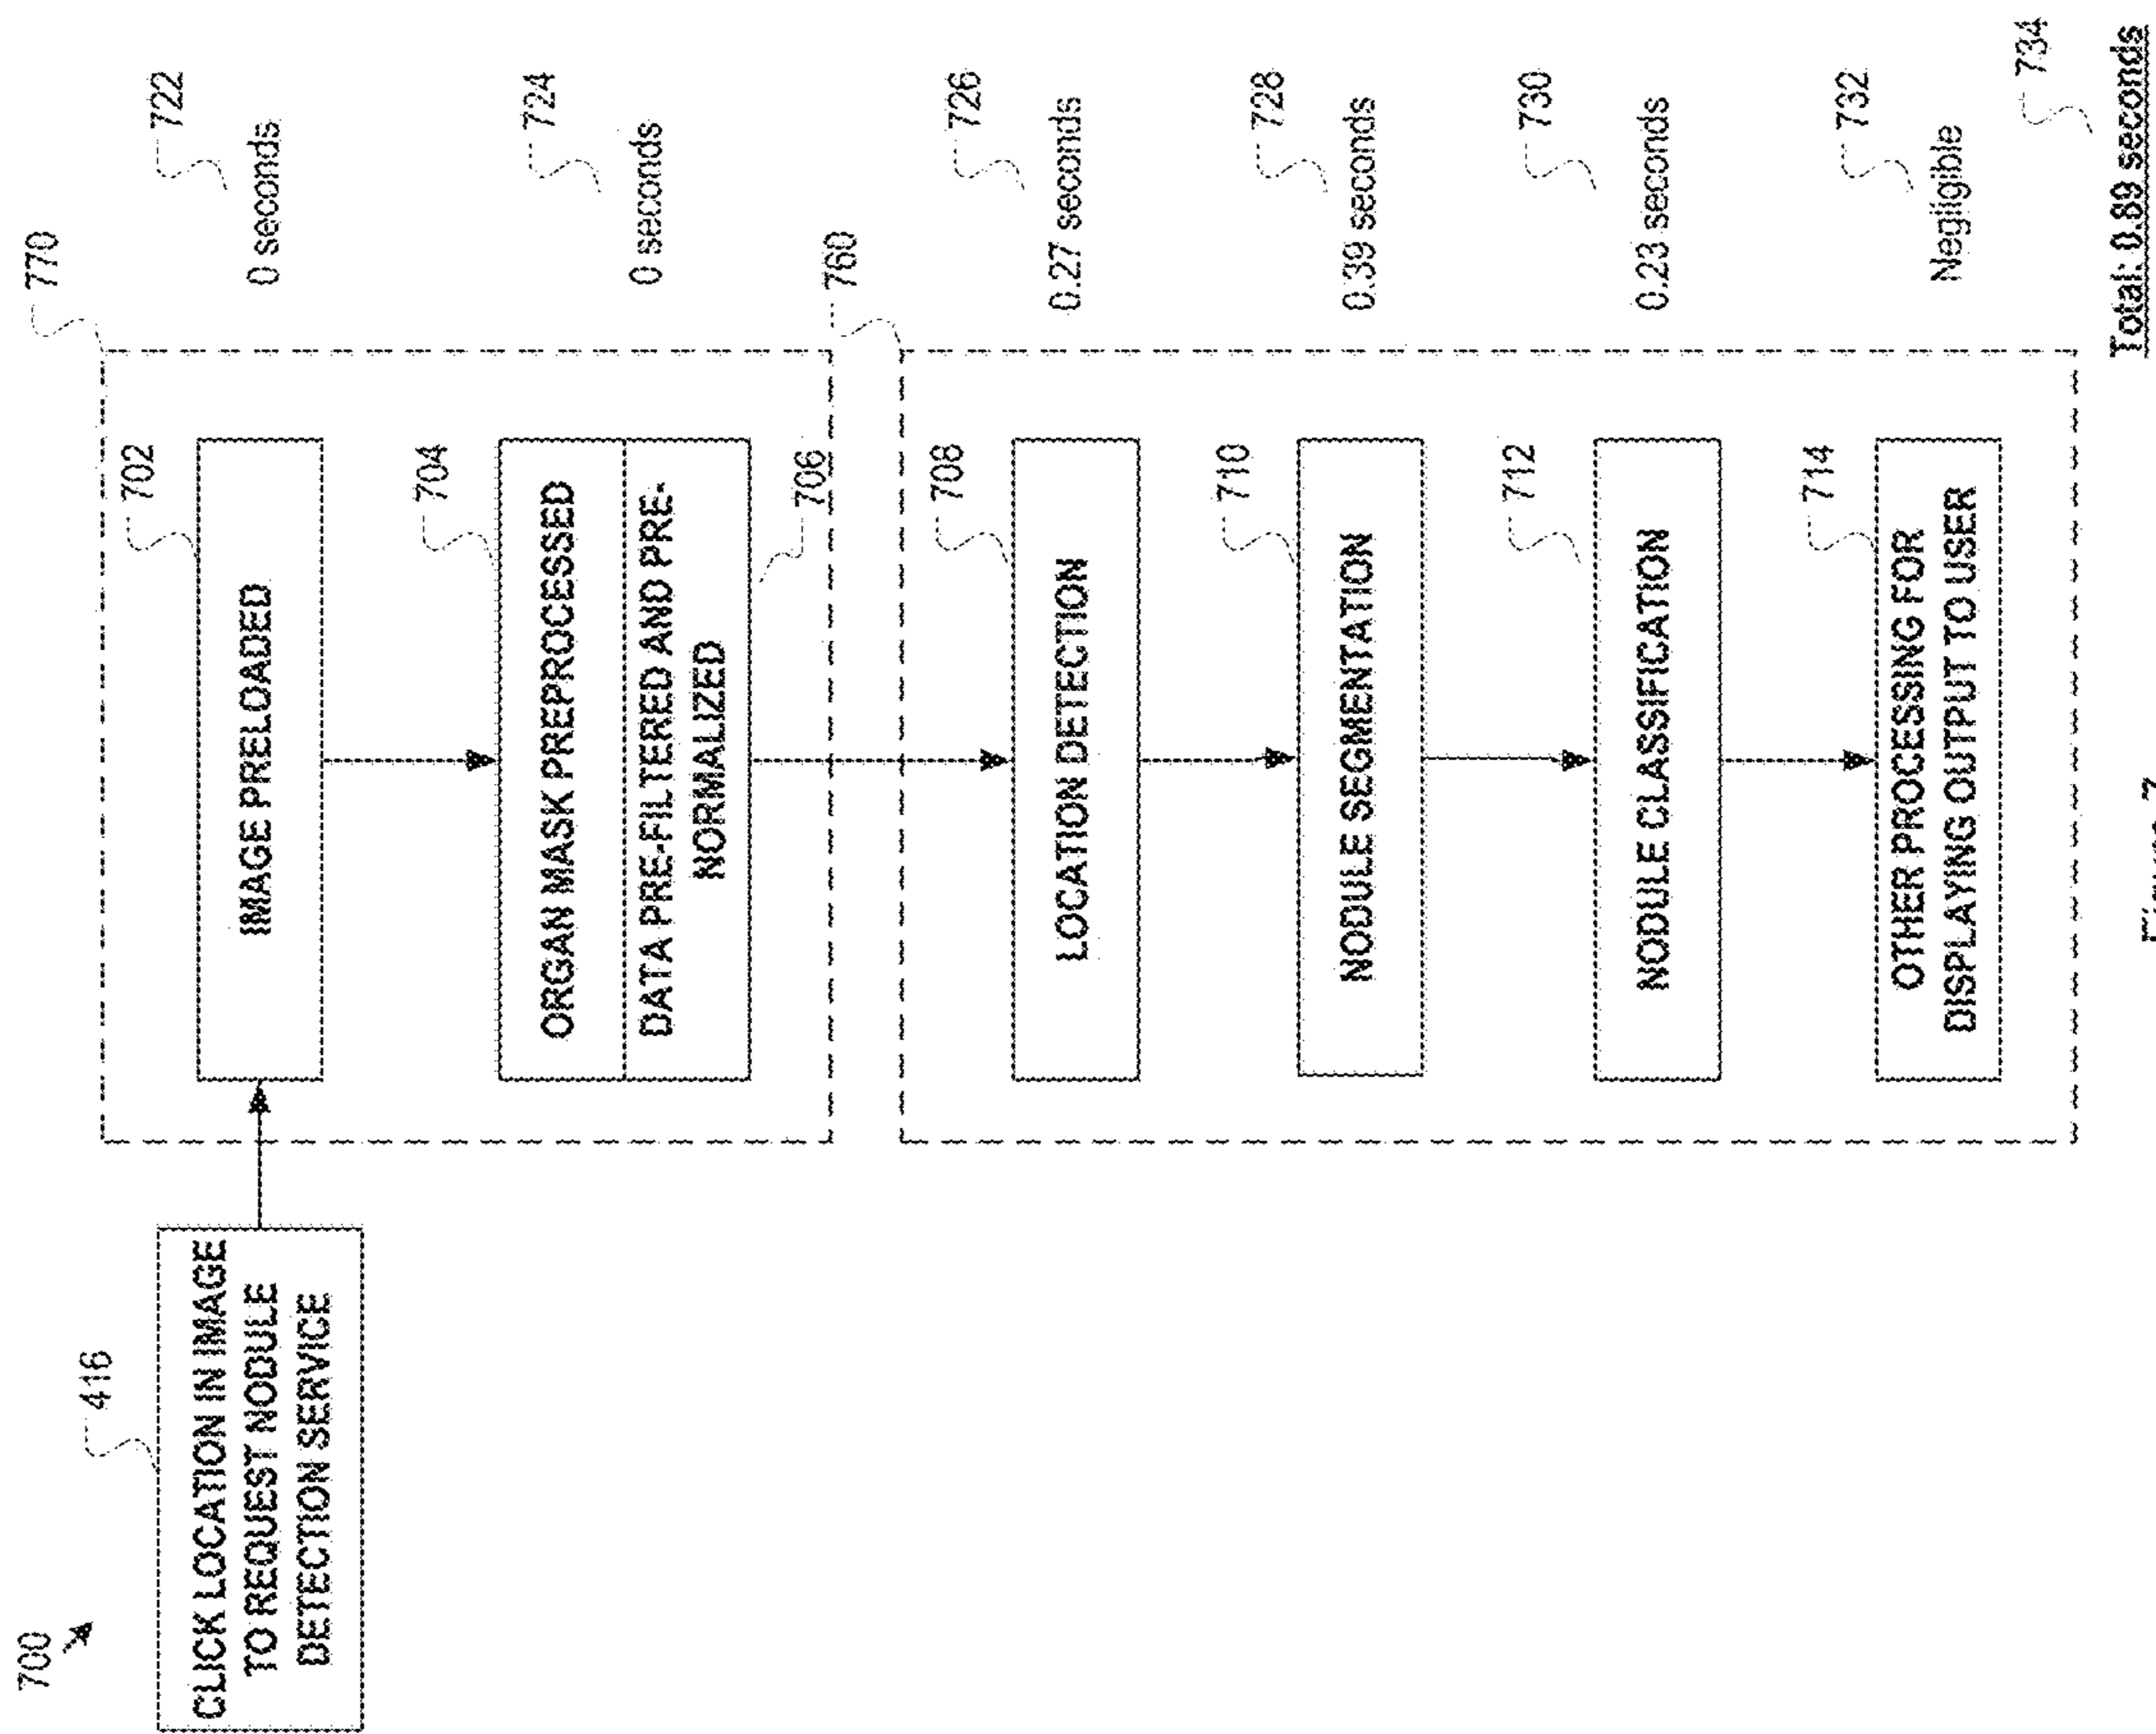 700
416
CLICK LOCATION IN IMAGE
TO REQUEST NODULE
DETECTION SERVICE
770
702
IMAGE PRELOADED
722
0 seconds
704
ORGAN MASK PREPROCESSED
DATA PRE-FILTERED AND PRE-
NORMALIZED
706
724
0 seconds
760
708
LOCATION DETECTION
726
0.27 seconds
710
NODULE SEGMENTATION
728
0.39 seconds
712
NODULE CLASSIFICATION
730
0.23 seconds
714
OTHER PROCESSING FOR
DISPLAYING OUTPUT TO USER
732
Negligible
734
Total: 0.89 seconds